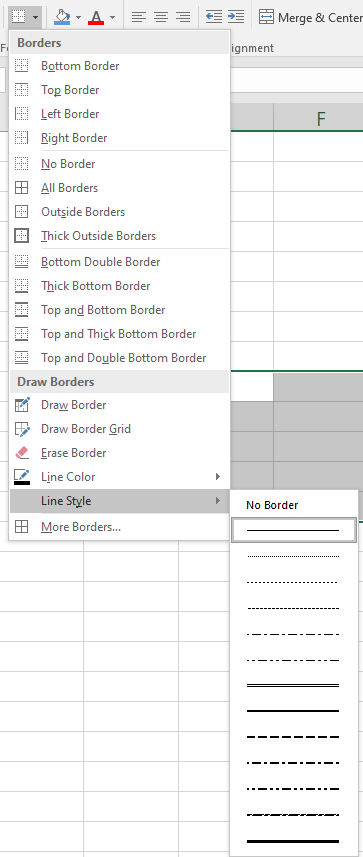 A
Merge & Center
ignment
Borders
Bottom Border
Top Border
Left Border
Right Border
F
No Border
All Borders
Outside Borders
Thick Outside Borders
Bottom Double Border
Thick Bottom Border
Top and Bottom Border
Top and Thick Bottom Border
Top and Double Bottom Border
Draw Borders
Draw Border
Draw Border Grid
Erase Border
Line Color
Line Style
More Borders...
No Border